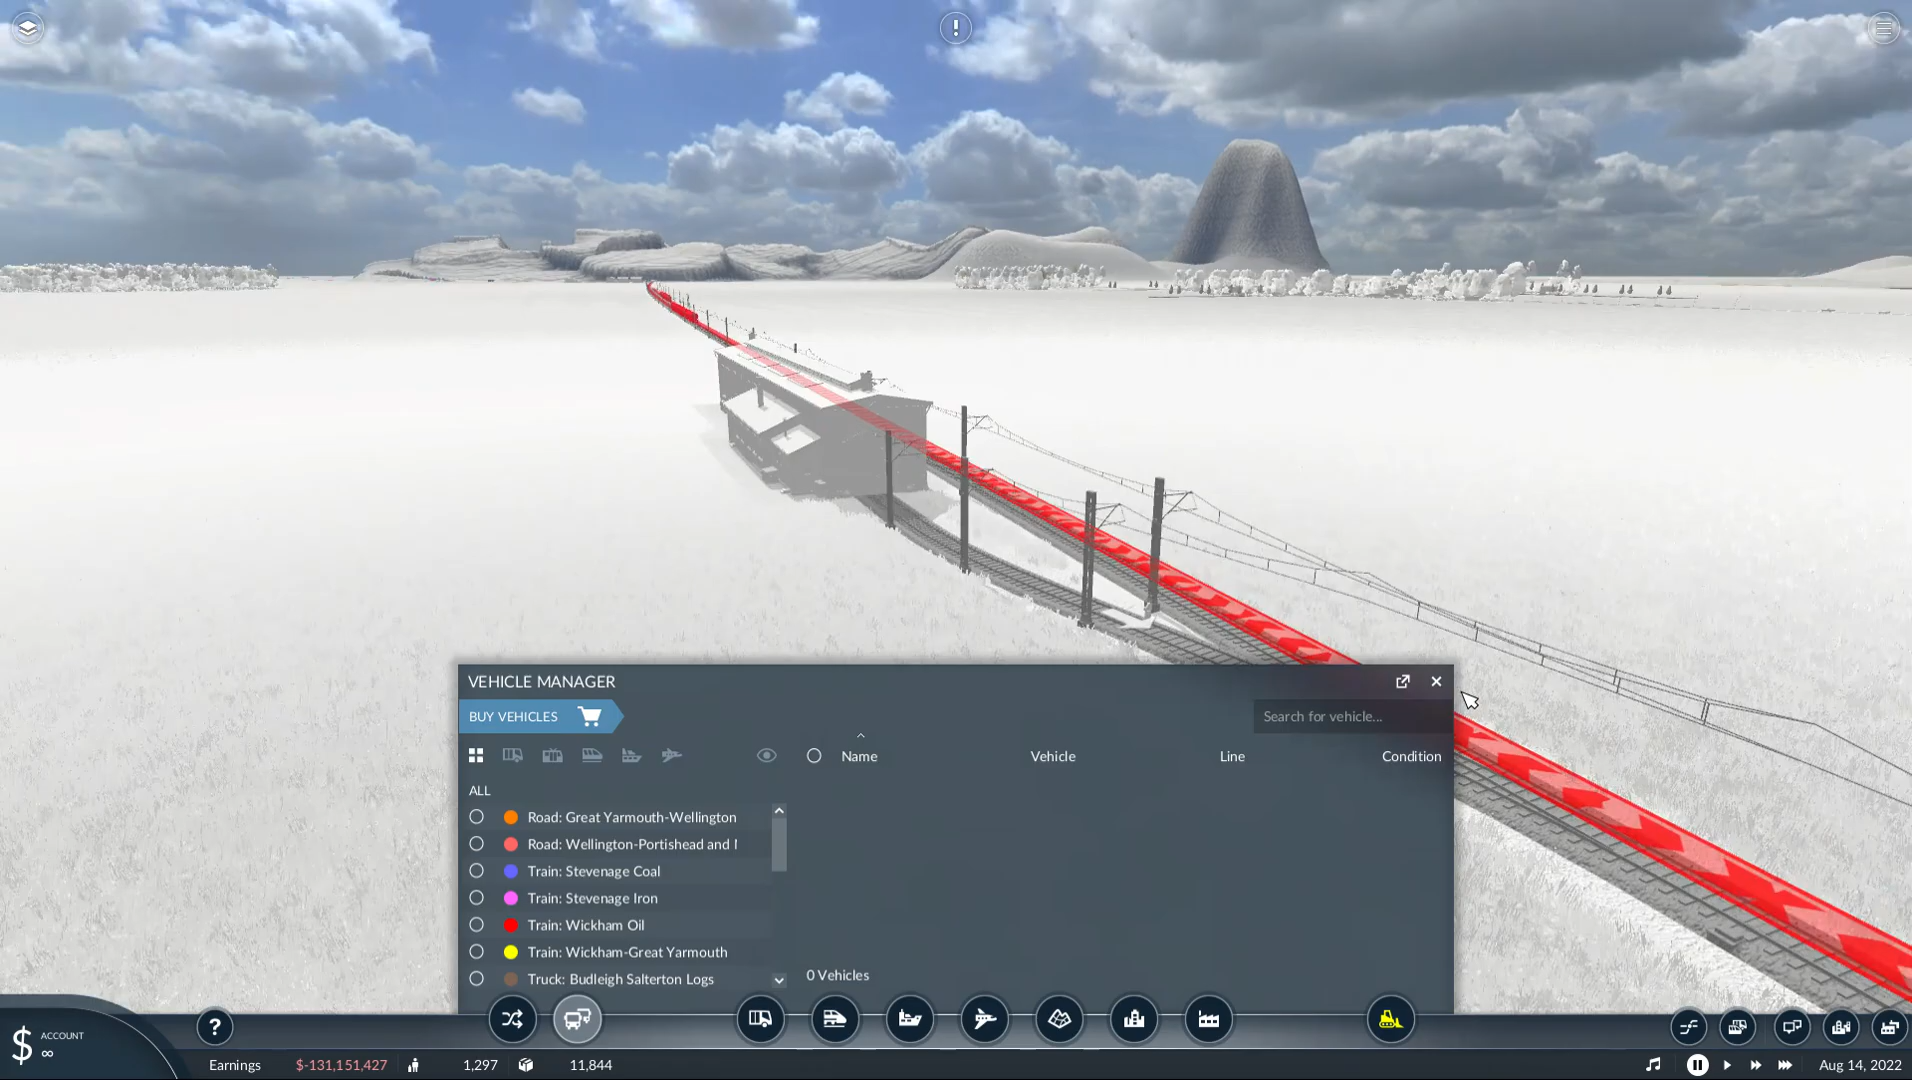 VEHICLE MANAGER
BUY VEHICLES
Search for vehicle...
Name
Vehicle
Line
Condition
ALL
Road: Great Yarmouth-Wellington
Road: Wellington-Portishead and
Train: Stevenage Coal
Train: Stevenage Iron
Train: Wickham Oil
Train: Wickham-Great Yarmouth
Truck: Budleigh Salterton Logs
0 Vehicles
$ ACCOUNT
∞
?
Earnings
$-131,151,427
1,297
11,844
Aug 14, 2022